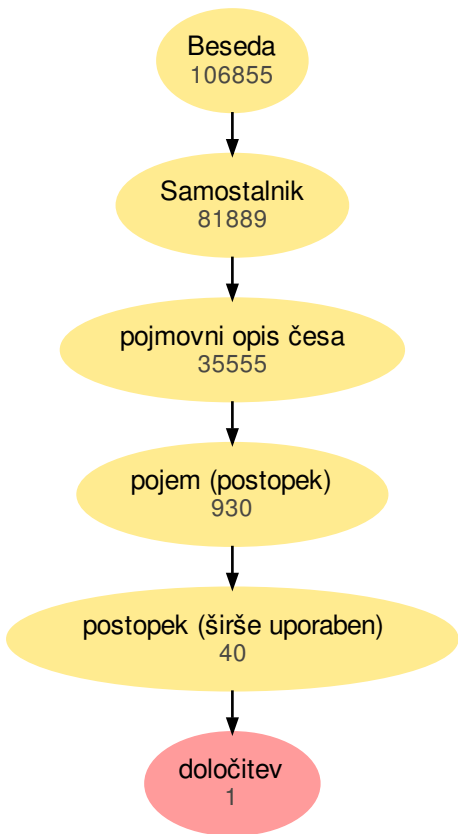 Beseda
106855
Samostalnik
81889
pojmovni opis česa
35555
pojem (postopek)
930
postopek (širše uporaben)
40
določitev
1